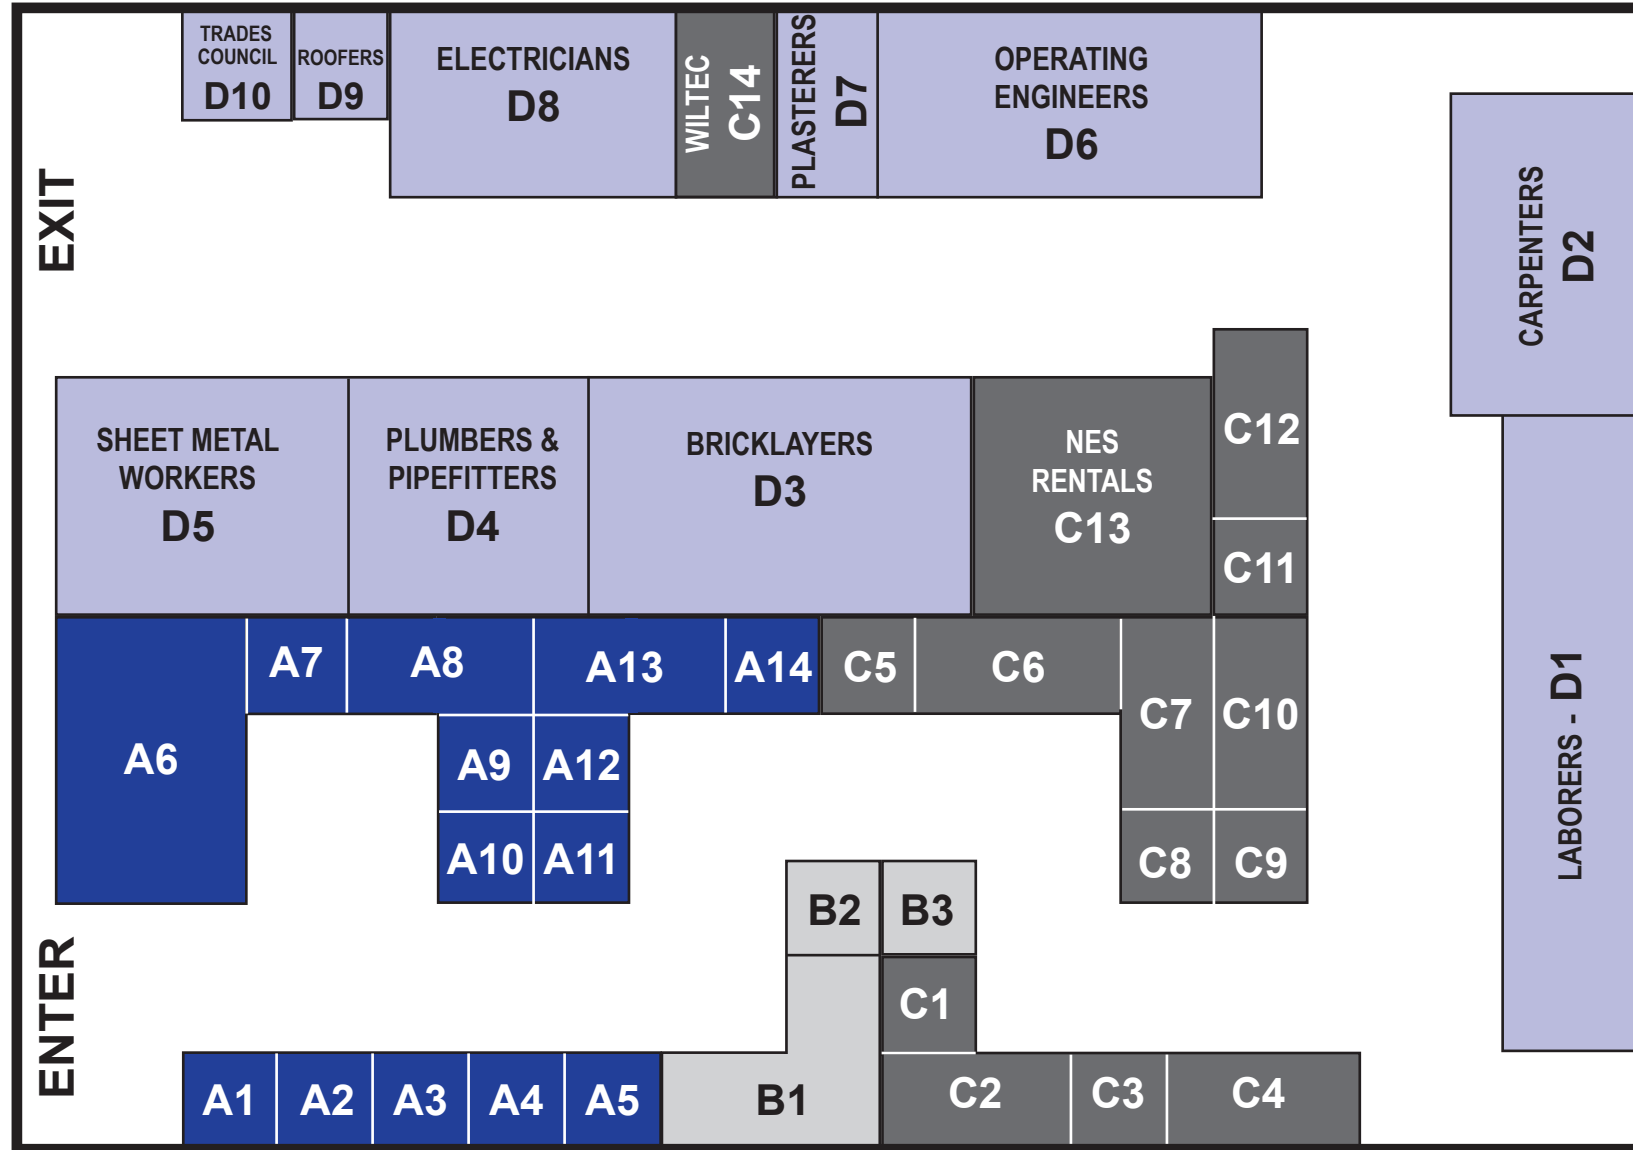 TRADES
COUNCIL
D10
ROOFERS
D9
ELECTRICIANS
D8
WILTEC
C14
PLASTERERS
D7
OPERATING
ENGINEERS
D6
EXIT
CARPENTERS
D2
SHEET METAL
WORKERS
D5
PLUMBERS &
PIPEFITTERS
D4
BRICKLAYERS
D3
NES
RENTALS
C13
C12
C11
A6
A7
A8
A13
A14
C5
C6
C7
C10
A9
A12
A10
A11
C8
C9
LABORERS - D1
B2
B3
C1
ENTER
A1
A2
A3
A4
A5
B1
C2
C3
C4